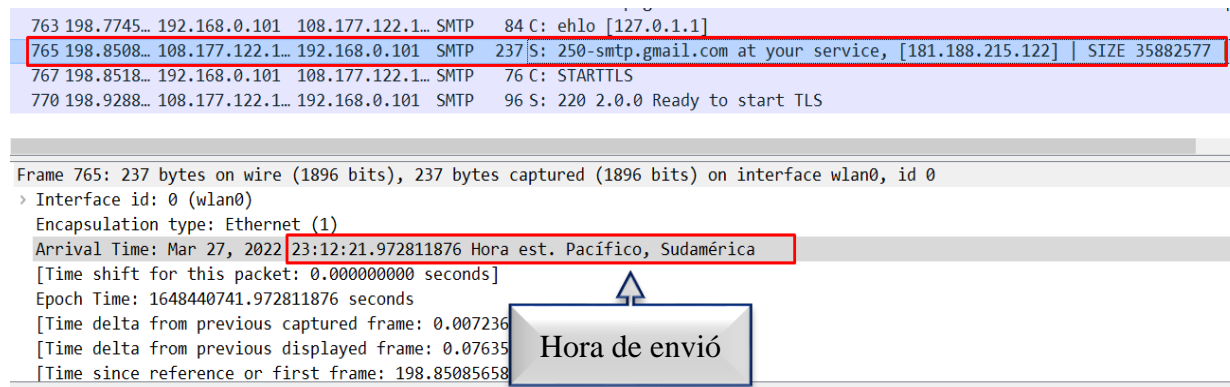 763 198.7745… 192.168.0.101 108.177.122.1… SMTP 84 C: ehlo [127.0.1.1]
765 198.8508… 108.177.122.1… 192.168.0.101 SMTP 237 S: 250-smtp.gmail.com at your service, [181.188.215.122] | SIZE 35882577
767 198.8518… 192.168.0.101 108.177.122.1… SMTP 76 C: STARTTLS
770 198.9288… 108.177.122.1… 192.168.0.101 SMTP 96 S: 220 2.0.0 Ready to start TLS
Frame 765: 237 bytes on wire (1896 bits), 237 bytes captured (1896 bits) on interface wlan0, id 0
> Interface id: 0 (wlan0)
Encapsulation type: Ethernet (1)
Arrival Time: Mar 27, 2022 23:12:21.972811876 Hora est. Pacífico, Sudamérica
[Time shift for this packet: 0.000000000 seconds]
Epoch Time: 1648440741.972811876 seconds
[Time delta from previous captured frame: 0.007236
[Time delta from previous displayed frame: 0.07635
[Time since reference or first frame: 198.85085658
Hora de envió